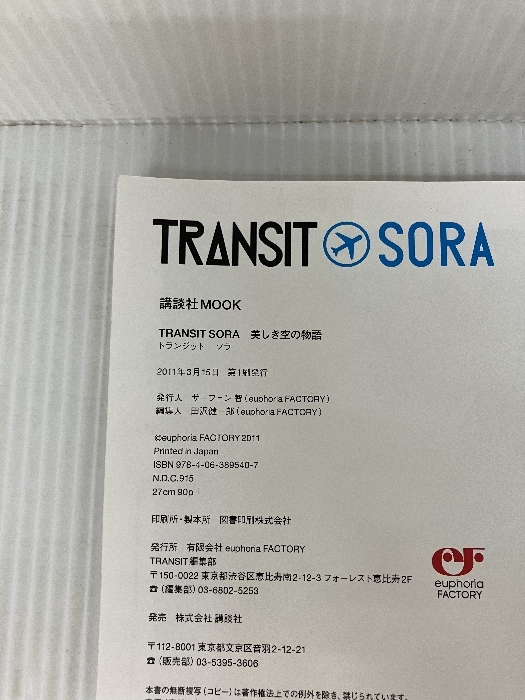 TRANSIT SORA
講談社MOOK
TRANSIT SORA 美しき空の物語
トランジット ソラ
2011年3月15日 第1刷発行
発行人 サーフェン智 (euphoria FACTORY)
編集人 田沢健一郎 (euphoria FACTORY)
©euphoria FACTORY 2011
Printed in Japan
ISBN 978-4-06-389540-7
N.D.C.915
27cm 90p
印刷所・製本所 図書印刷株式会社
発行所 有限会社 euphoria FACTORY
TRANSIT編集部
〒150-0022 東京都渋谷区恵比寿南2-12-3 フォーレスト恵比寿2F
☎(編集部) 03-6802-5253
eF
euphoria
FACTORY
発売 株式会社 講談社
〒112-8001 東京都文京区音羽2-12-21
☎(販売部) 03-5395-3606
本書の無断複写(コピー)は著作権法上での例外を除き、禁じられています。